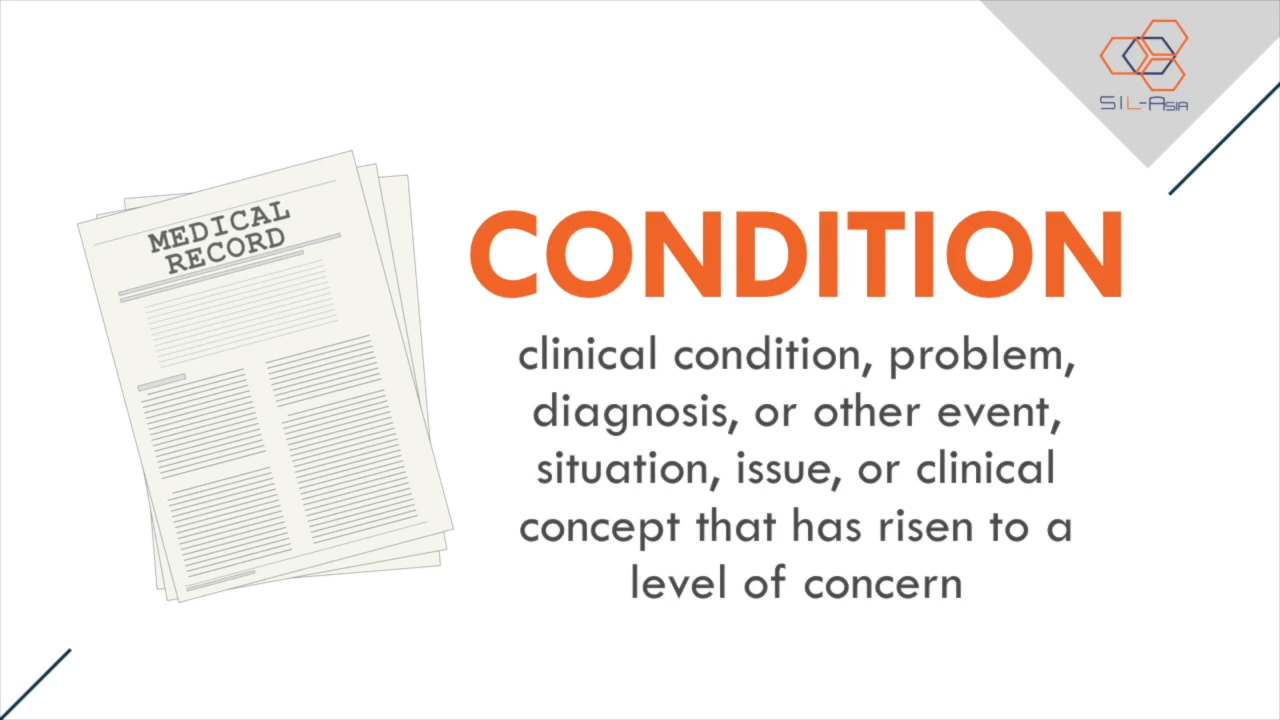 SIL-ASIA
MEDICAL
RECORD
CONDITION
clinical condition, problem,
diagnosis, or other event,
situation, issue, or clinical
concept that has risen to a
level of concern